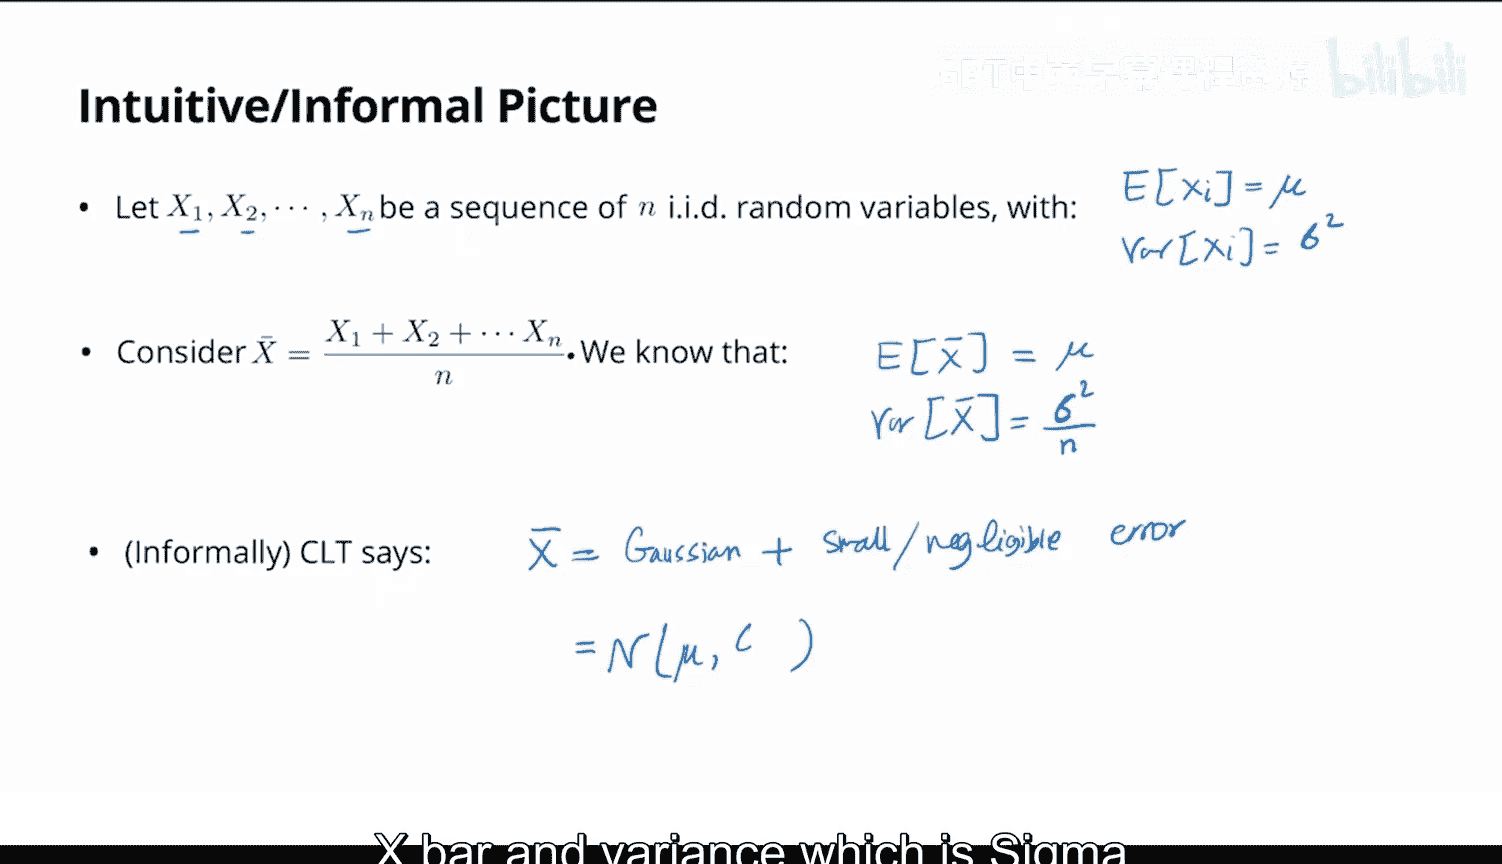 bilibili
Intuitive/Informal Picture
• Let X₁, X₂, ⋯ , Xₙ be a sequence of n i.i.d. random variables, with:
E[xᵢ] = μ
Var[xᵢ] = σ²
• Consider X̄ = (X₁ + X₂ + ⋯ Xₙ)/n. We know that:
E[x̄] = μ
Var[x̄] = σ²/n
• (Informally) CLT says:
X̄ = Gaussian + small/negligible error
= N(μ, ( )
X bar and variance which is Sigma